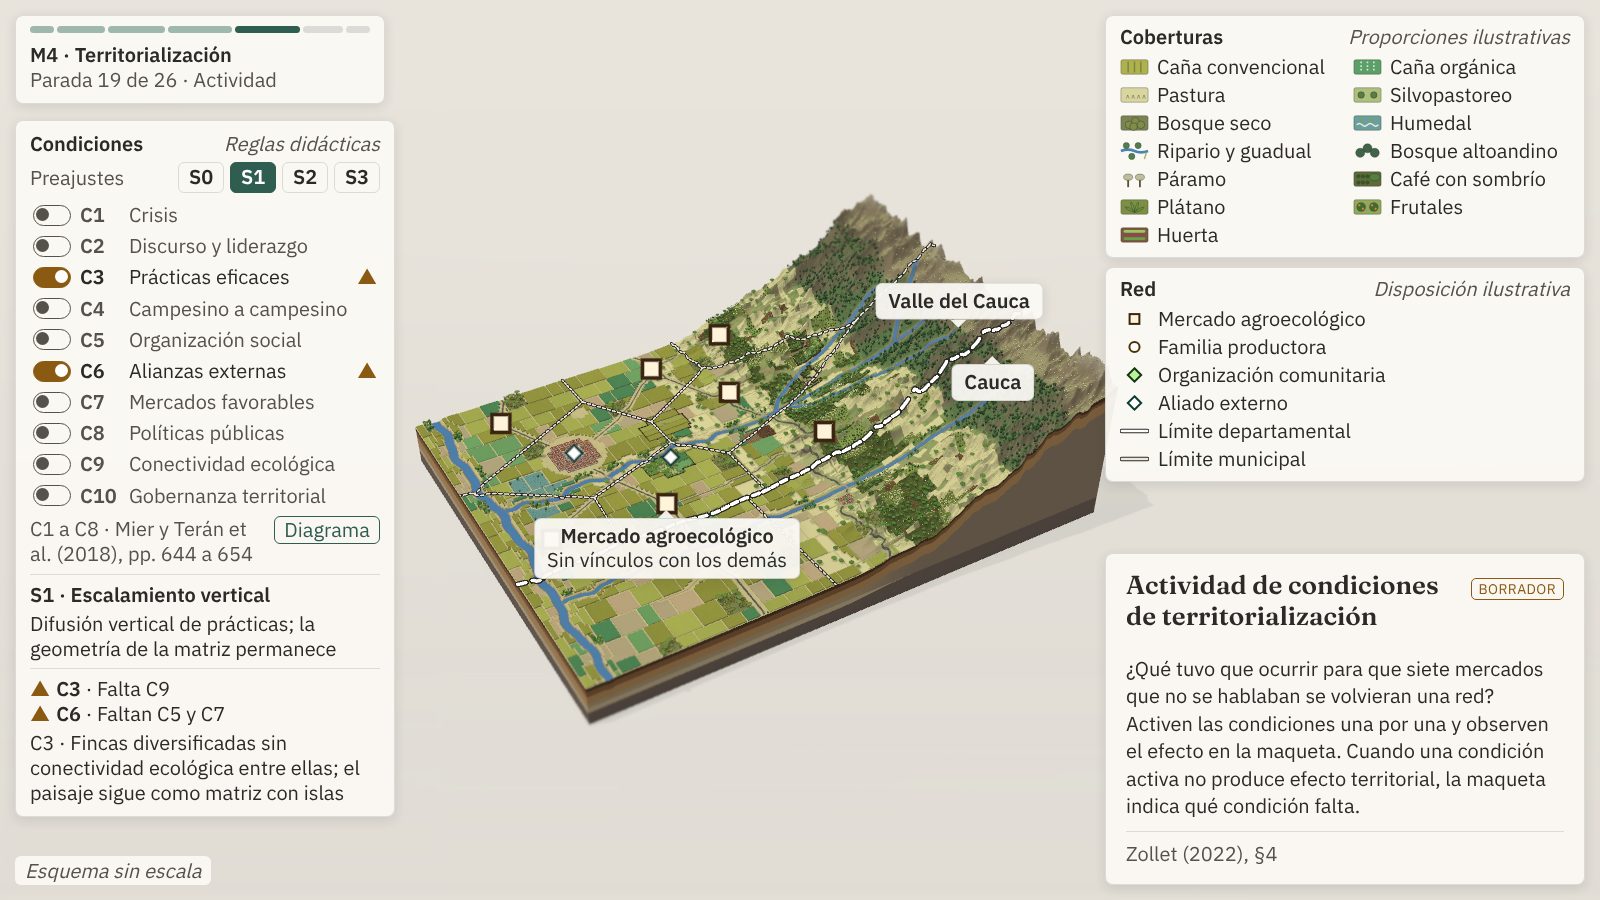 M4 · Territorialización
Parada 19 de 26 · Actividad
Condiciones
Reglas didácticas
Preajustes
S0
S1
S2
S3
C1 Crisis
C2 Discurso y liderazgo
C3 Prácticas eficaces
C4 Campesino a campesino
C5 Organización social
C6 Alianzas externas
C7 Mercados favorables
C8 Políticas públicas
C9 Conectividad ecológica
C10 Gobernanza territorial
C1 a C8 · Mier y Terán et
al. (2018), pp. 644 a 654
Diagrama
S1 · Escalamiento vertical
Difusión vertical de prácticas; la
geometría de la matriz permanece
C3 · Falta C9
C6 · Faltan C5 y C7
C3 · Fincas diversificadas sin
conectividad ecológica entre ellas; el
paisaje sigue como matriz con islas
Esquema sin escala
Valle del Cauca
Cauca
Mercado agroecológico
Sin vínculos con los demás
Coberturas
Proporciones ilustrativas
Caña convencional
Caña orgánica
Pastura
Silvopastoreo
Bosque seco
Humedal
Ripario y guadual
Bosque altoandino
Páramo
Café con sombrío
Plátano
Frutales
Huerta
Red
Disposición ilustrativa
Mercado agroecológico
Familia productora
Organización comunitaria
Aliado externo
Límite departamental
Límite municipal
Actividad de condiciones
de territorialización
BORRADOR
¿Qué tuvo que ocurrir para que siete mercados
que no se hablaban se volvieran una red?
Activen las condiciones una por una y observen
el efecto en la maqueta. Cuando una condición
activa no produce efecto territorial, la maqueta
indica qué condición falta.
Zollet (2022), §4